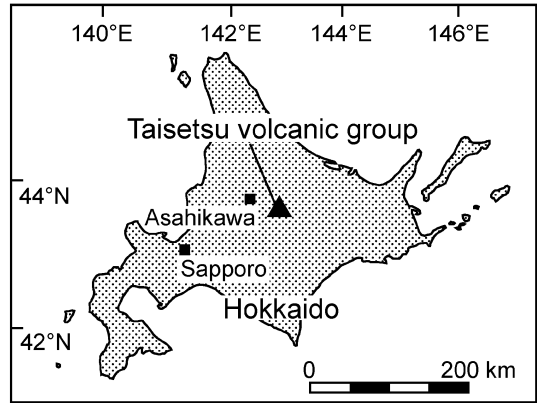 140°E 142°E 144°E 146°E
Taisetsu volcanic group
44°N
Asahikawa
Sapporo
Hokkaido
42°N
0 200 km